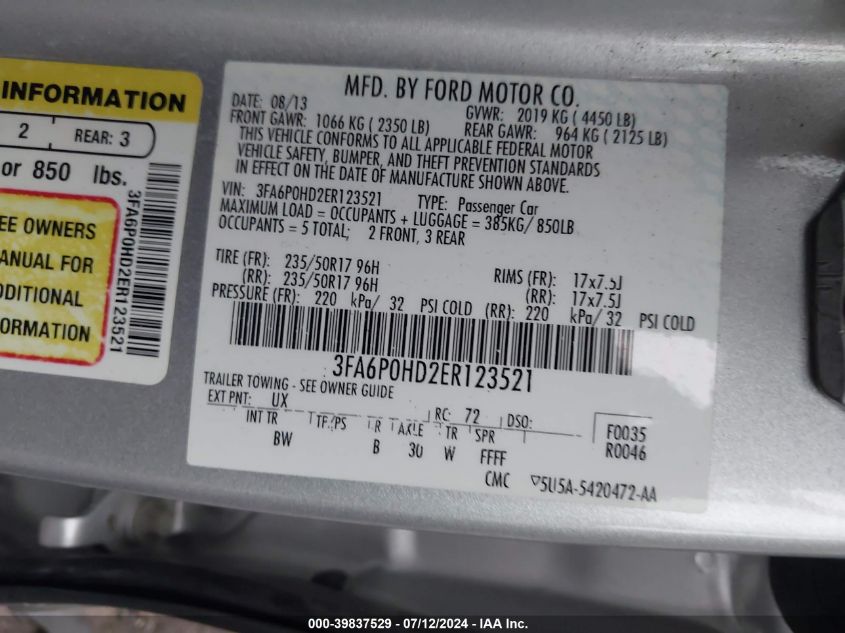 INFORMATION
2 REAR: 3
or 850 lbs.
EE OWNERS
ANUAL FOR
DDITIONAL
FORMATION
3FA6P0HD2ER123521
MFD. BY FORD MOTOR CO.
DATE: 08/13 GVWR: 2019 KG ( 4450 LB)
FRONT GAWR: 1066 KG ( 2350 LB) REAR GAWR: 964 KG ( 2125 LB)
THIS VEHICLE CONFORMS TO ALL APPLICABLE FEDERAL MOTOR
VEHICLE SAFETY, BUMPER, AND THEFT PREVENTION STANDARDS
IN EFFECT ON THE DATE OF MANUFACTURE SHOWN ABOVE.
VIN: 3FA6P0HD2ER123521 TYPE: Passenger Car
MAXIMUM LOAD = OCCUPANTS + LUGGAGE = 385KG/ 850LB
OCCUPANTS = 5 TOTAL; 2 FRONT, 3 REAR
TIRE (FR): 235/50R17 96H RIMS (FR): 17x7.5J
(RR): 235/50R17 96H (RR): 17x7.5J
PRESSURE (FR): 220 kPa/ 32 PSI COLD (RR): 220 kPa/ 32 PSI COLD
3FA6P0HD2ER123521
TRAILER TOWING - SEE OWNER GUIDE
EXT PNT: UX RC: 72 DSO: F0035
INT TR TP/PS R AXLE TR SPR R0046
BW B 30 W FFFF
CMC ▽5U5A-5420472-AA
000-39837529 - 07/12/2024 - IAA Inc.